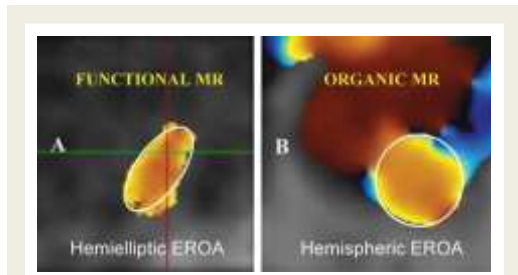 FUNCTIONAL MR
A
Hemielliptic EROA
ORGANIC MR
B
Hemispheric EROA